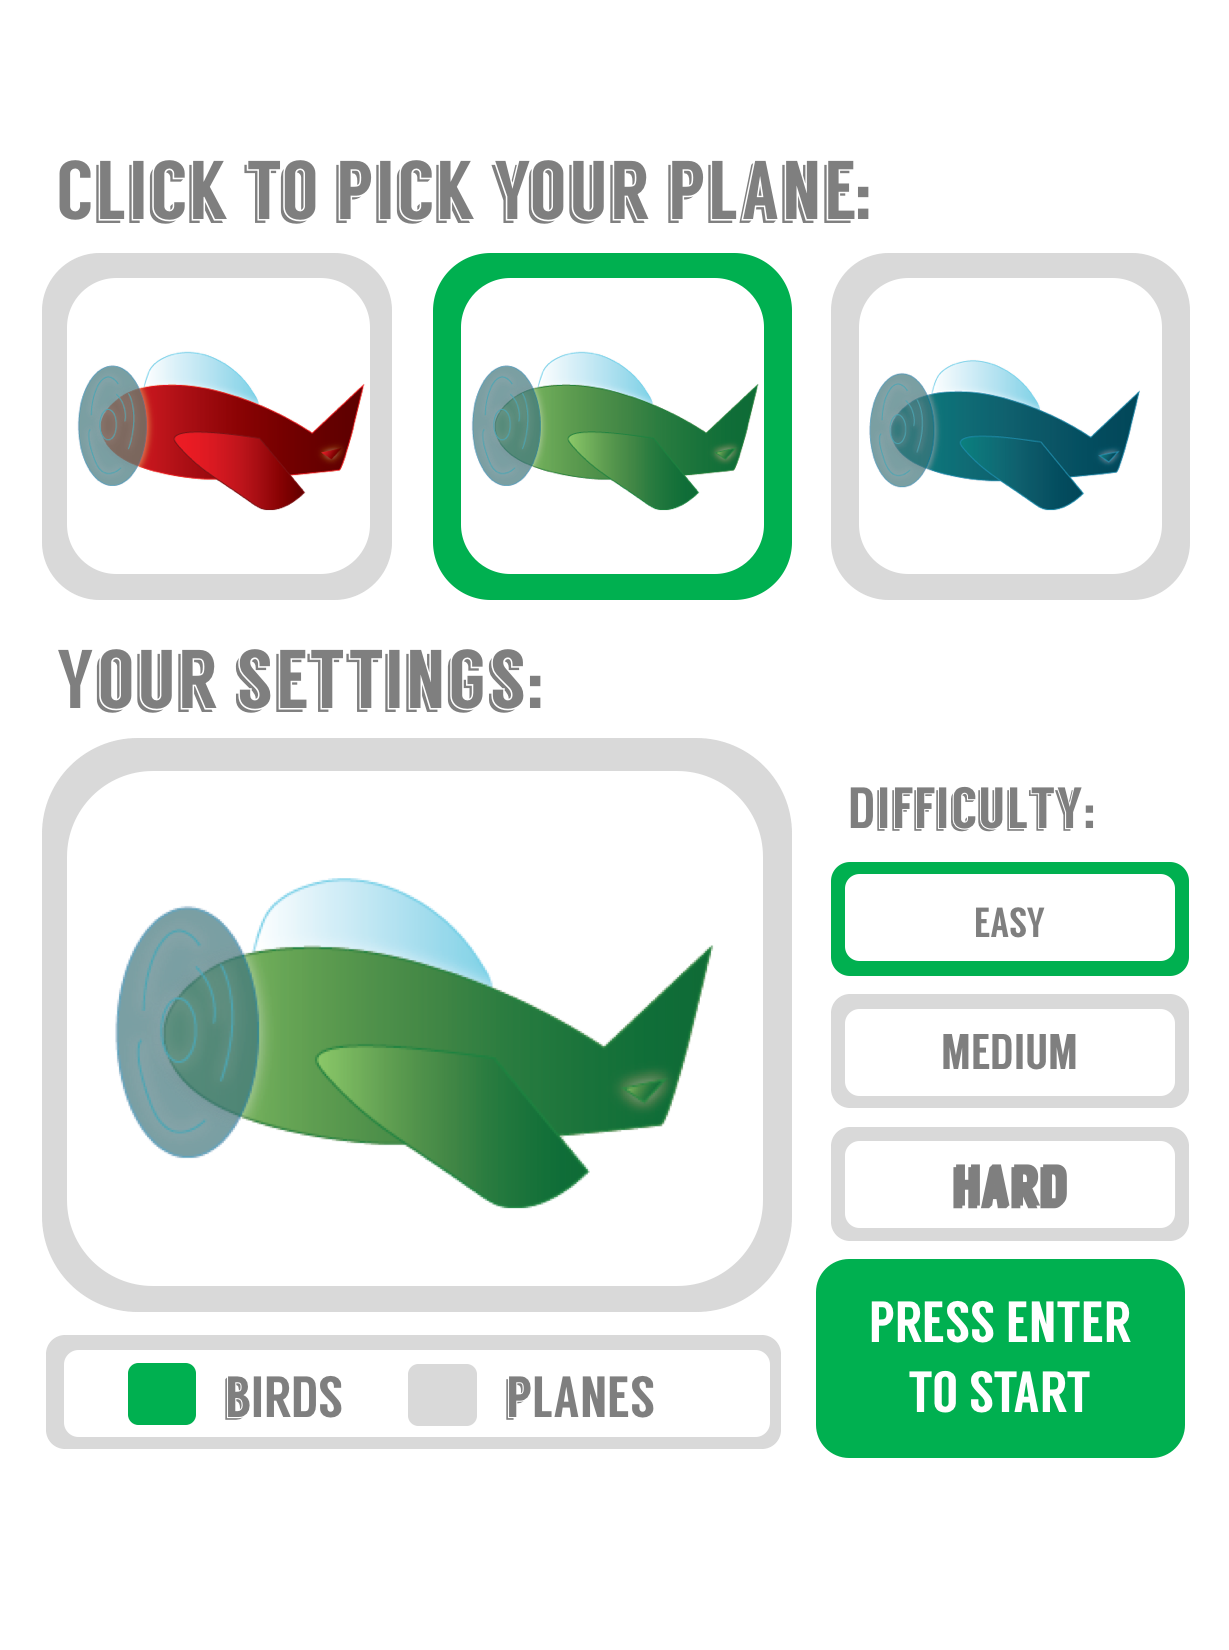 CLICK TO PICK YOUR PLANE:
YOUR SETTINGS:
DIFFICULTY:
EASY
MEDIUM
HARD
PRESS ENTER
TO START
BIRDS PLANES